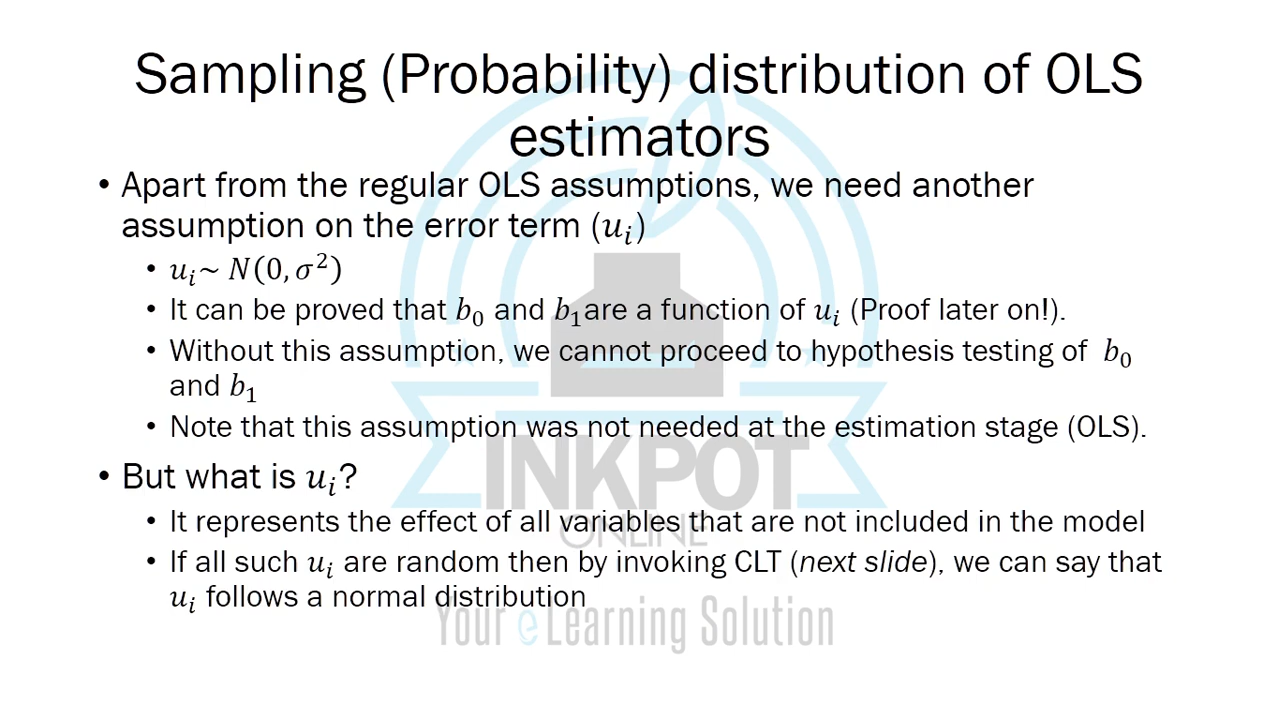 Sampling (Probability) distribution of OLS
estimators
• Apart from the regular OLS assumptions, we need another
assumption on the error term (𝑢ᵢ)
• 𝑢ᵢ~ 𝑁(0, 𝜎²)
• It can be proved that 𝑏₀ and 𝑏₁are a function of 𝑢ᵢ (Proof later on!).
• Without this assumption, we cannot proceed to hypothesis testing of 𝑏₀
and 𝑏₁
• Note that this assumption was not needed at the estimation stage (OLS).
• But what is 𝑢ᵢ?
• It represents the effect of all variables that are not included in the model
• If all such 𝑢ᵢ are random then by invoking CLT (next slide), we can say that
𝑢ᵢ follows a normal distribution
INKPOT
ONLINE
Your eLearning Solution